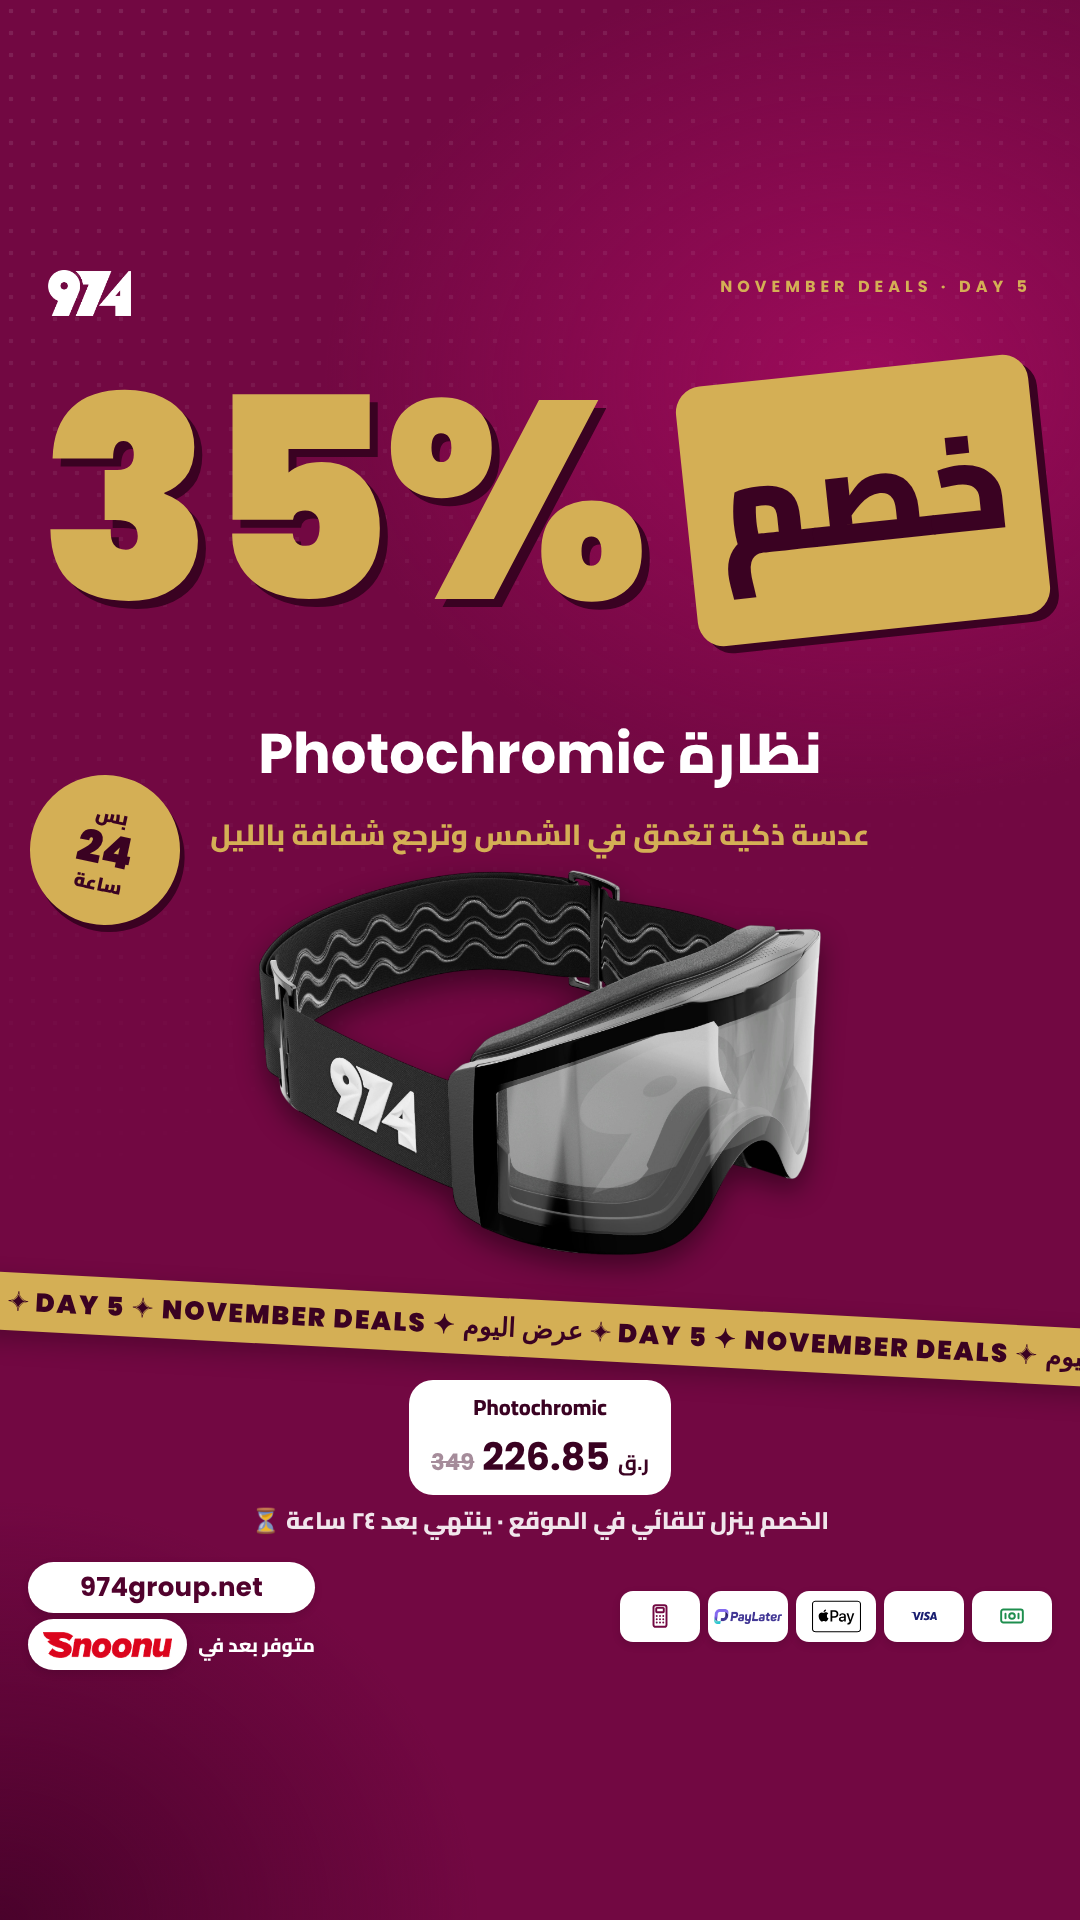 974
NOVEMBER DEALS · DAY 5
35% خصم
نظارة Photochromic
عدسة ذكية تغمق في الشمس وترجع شفافة بالليل
بس
24
ساعة
974
✦ DAY 5 ✦ NOVEMBER DEALS ✦ عرض اليوم ✦ DAY 5 ✦ NOVEMBER DEALS ✦
Photochromic
349 226.85 ر.ق
الخصم ينزل تلقائي في الموقع · ينتهي بعد ٢٤ ساعة ⏳
974group.net
متوفر بعد في Snoonu
PayLater
Pay
VISA